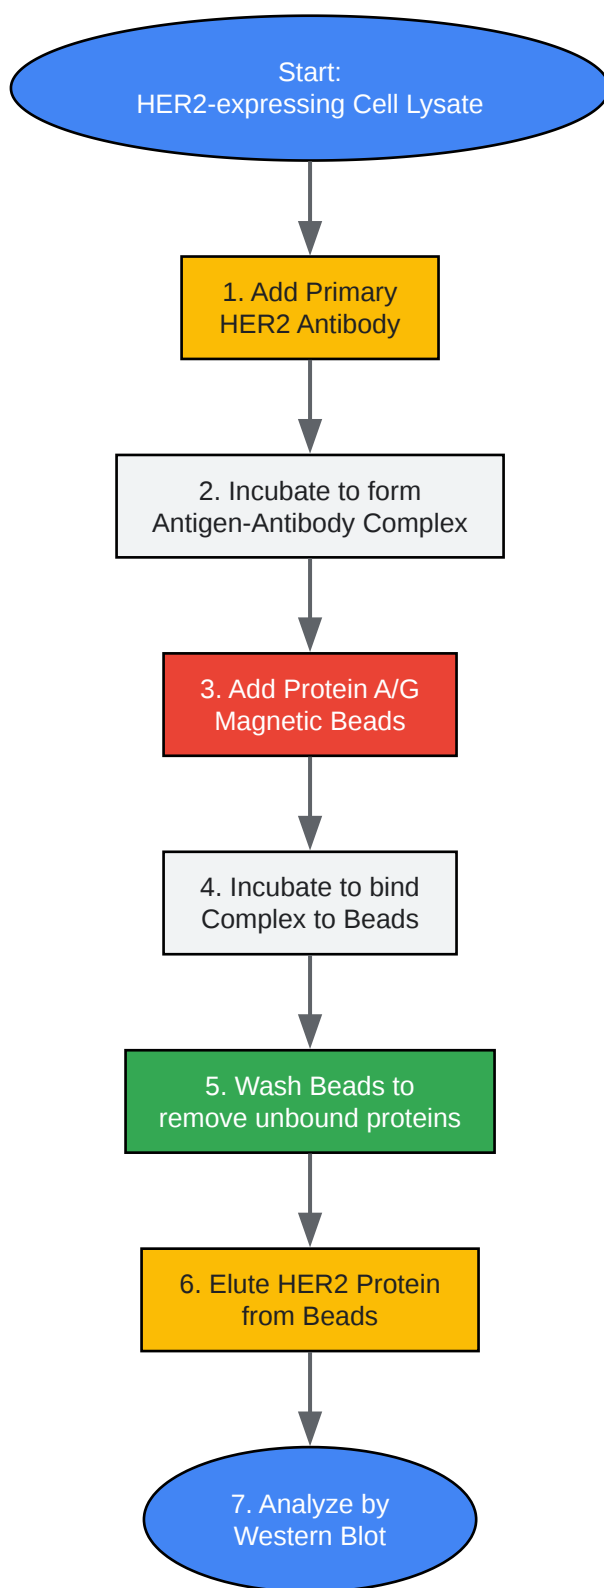 Start:
HER2-expressing Cell Lysate
1. Add Primary
HER2 Antibody
2. Incubate to form
Antigen-Antibody Complex
3. Add Protein A/G
Magnetic Beads
4. Incubate to bind
Complex to Beads
5. Wash Beads to
remove unbound proteins
6. Elute HER2 Protein
from Beads
7. Analyze by
Western Blot